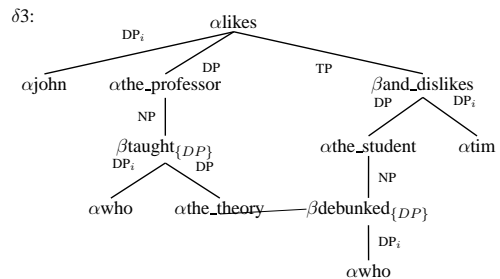 δ3:
αlikes
DPᵢ DP TP
αjohn αthe_professor βand_dislikes
NP DP DPᵢ
βtaught{DP} αthe_student αtim
DPᵢ DP NP
αwho αthe_theory βdebunked{DP}
DPᵢ
αwho